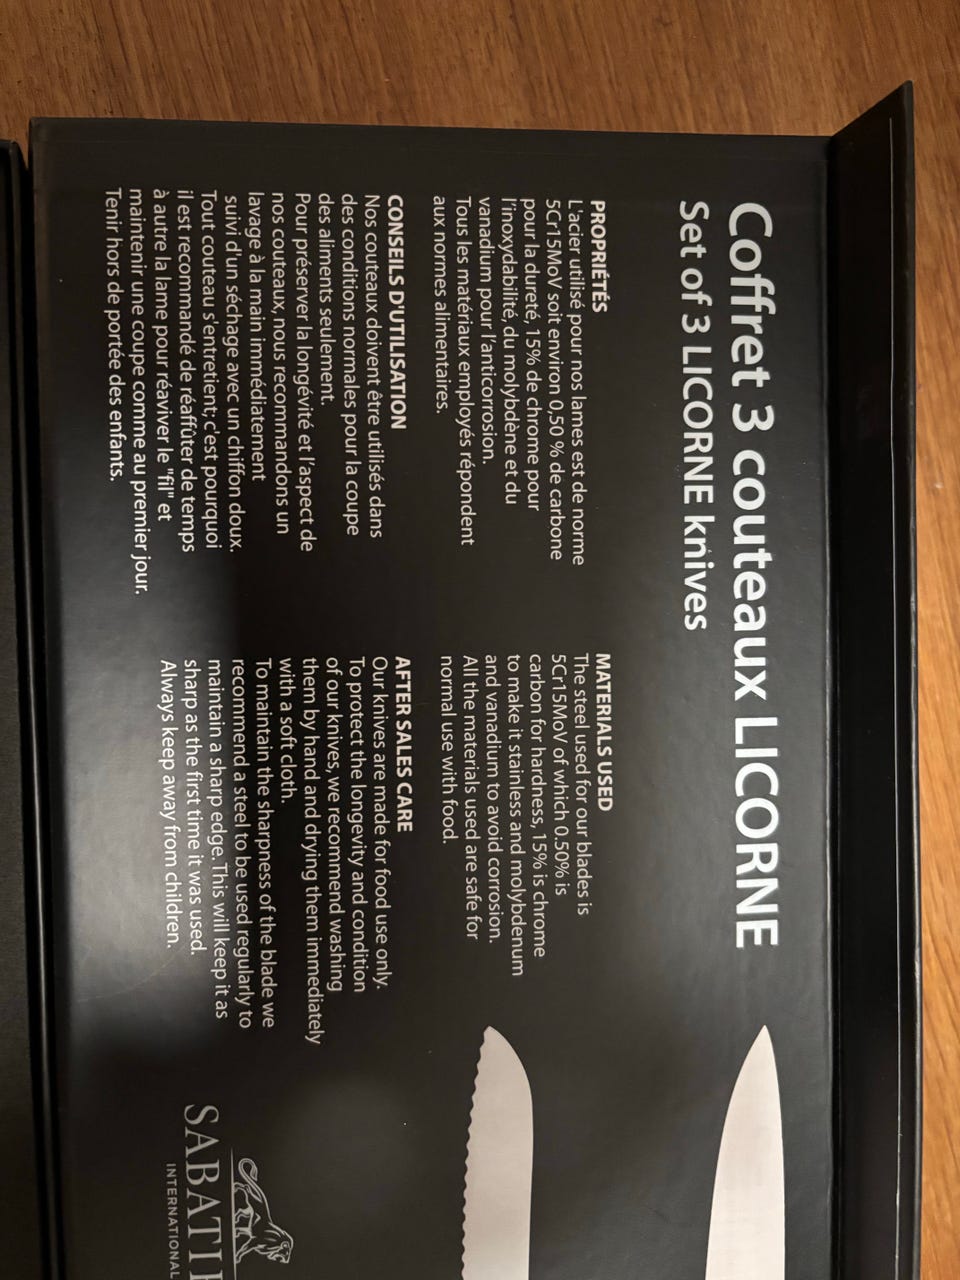 Coffret 3 couteaux LICORNE
Set of 3 LICORNE knives
PROPRIÉTÉS
L'acier utilisé pour nos lames est de norme
5Cr15MoV soit environ 0,50 % de carbone
pour la dureté, 15% de chrome pour
l'inoxydabilité, du molybdène et du
vanadium pour l'anticorrosion.
Tous les matériaux employés répondent
aux normes alimentaires.
CONSEILS D'UTILISATION
Nos couteaux doivent être utilisés dans
des conditions normales pour la coupe
des aliments seulement.
Pour préserver la longévité et l'aspect de
nos couteaux, nous recommandons un
lavage à la main immédiatement
suivi d'un séchage avec un chiffon doux.
Tout couteau s'entretient; c'est pourquoi
il est recommandé de réaffûter de temps
à autre la lame pour réaviver le "fil" et
maintenir une coupe comme au premier jour.
Tenir hors de portée des enfants.
MATERIALS USED
The steel used for our blades is
5Cr15MoV of which 0.50% is
carbon for hardness, 15% is chrome
to make it stainless and molybdenum
and vanadium to avoid corrosion.
All the materials used are safe for
normal use with food.
AFTER SALES CARE
Our knives are made for food use only.
To protect the longevity and condition
of our knives, we recommend washing
them by hand and drying them immediately
with a soft cloth.
To maintain the sharpness of the blade we
recommend a steel to be used regularly to
maintain a sharp edge. This will keep it as
sharp as the first time it was used.
Always keep away from children.
INTERNATIONAL